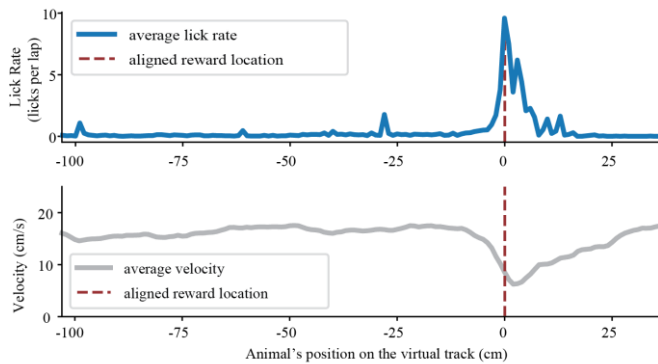 10
5
0
Lick Rate
(licks per lap)
average lick rate
aligned reward location
-100 -75 -50 -25 0 25
20
10
0
Velocity (cm/s)
average velocity
aligned reward location
-100 -75 -50 -25 0 25
Animal's position on the virtual track (cm)